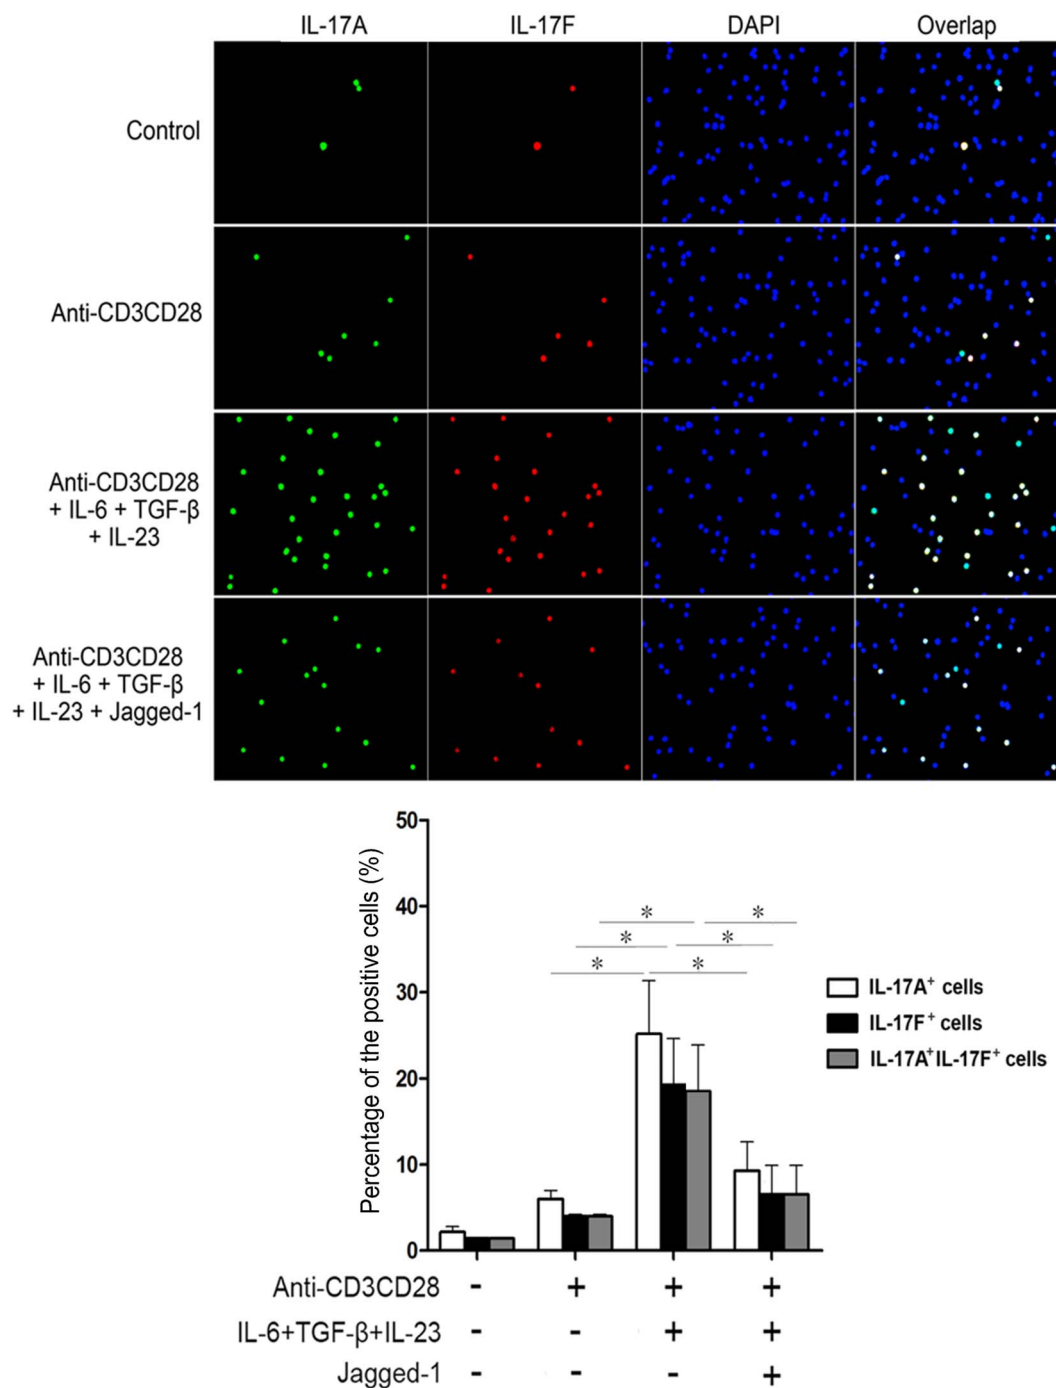 IL-17A IL-17F DAPI Overlap
Control
Anti-CD3CD28
Anti-CD3CD28
+ IL-6 + TGF-β
+ IL-23
Anti-CD3CD28
+ IL-6 + TGF-β
+ IL-23 + Jagged-1
Percentage of the positive cells (%)
50
40
30
20
10
0
* *
* *
* *
IL-17A⁺ cells
IL-17F⁺ cells
IL-17A⁺IL-17F⁺ cells
Anti-CD3CD28 - + + +
IL-6+TGF-β+IL-23 - - + +
Jagged-1 - - - +